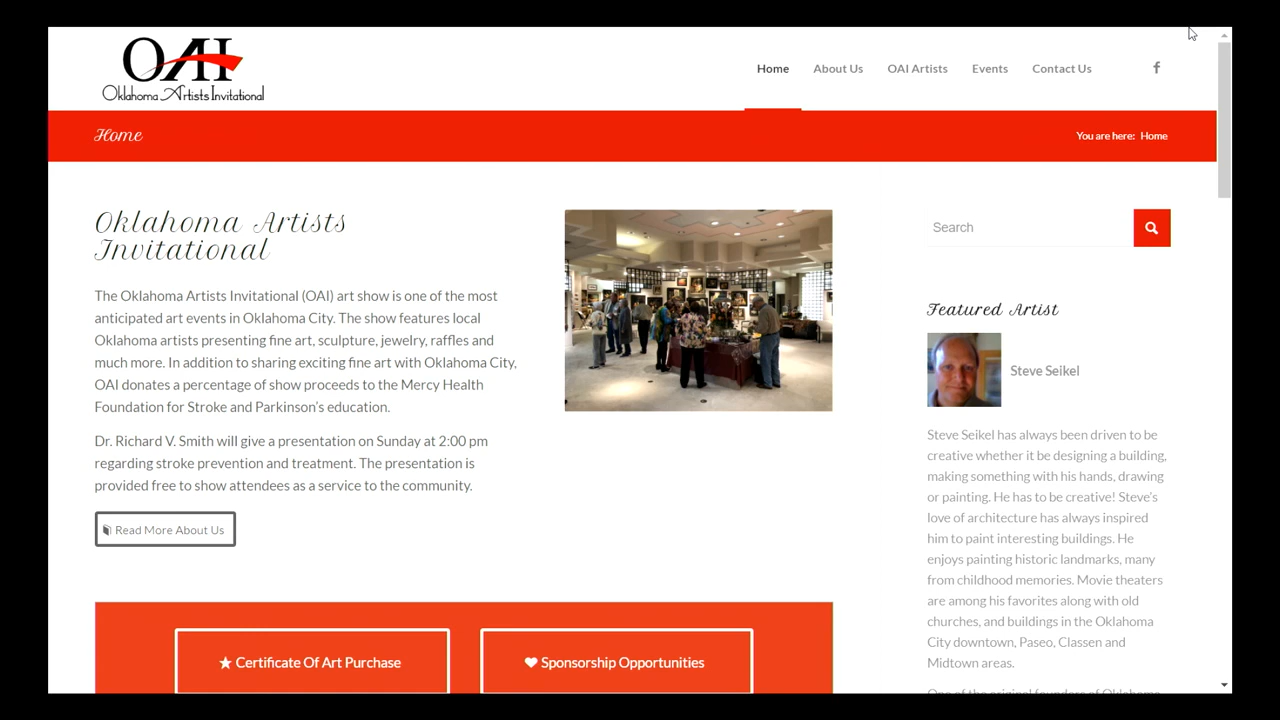 OAI
Oklahoma Artists Invitational
Home
About Us
OAI Artists
Events
Contact Us
Home
You are here: Home
Oklahoma Artists
Invitational
The Oklahoma Artists Invitational (OAI) art show is one of the most
anticipated art events in Oklahoma City. The show features local
Oklahoma artists presenting fine art, sculpture, jewelry, raffles and
much more. In addition to sharing exciting fine art with Oklahoma City,
OAI donates a percentage of show proceeds to the Mercy Health
Foundation for Stroke and Parkinson's education.
Dr. Richard V. Smith will give a presentation on Sunday at 2:00 pm
regarding stroke prevention and treatment. The presentation is
provided free to show attendees as a service to the community.
Read More About Us
Certificate Of Art Purchase
Sponsorship Opportunities
Search
Featured Artist
Steve Seikel
Steve Seikel has always been driven to be
creative whether it be designing a building,
making something with his hands, drawing
or painting. He has to be creative! Steve's
love of architecture has always inspired
him to paint interesting buildings. He
enjoys painting historic landmarks, many
from childhood memories. Movie theaters
are among his favorites along with old
churches, and buildings in the Oklahoma
City downtown, Paseo, Classen and
Midtown areas.
One of the original founders of Oklahoma